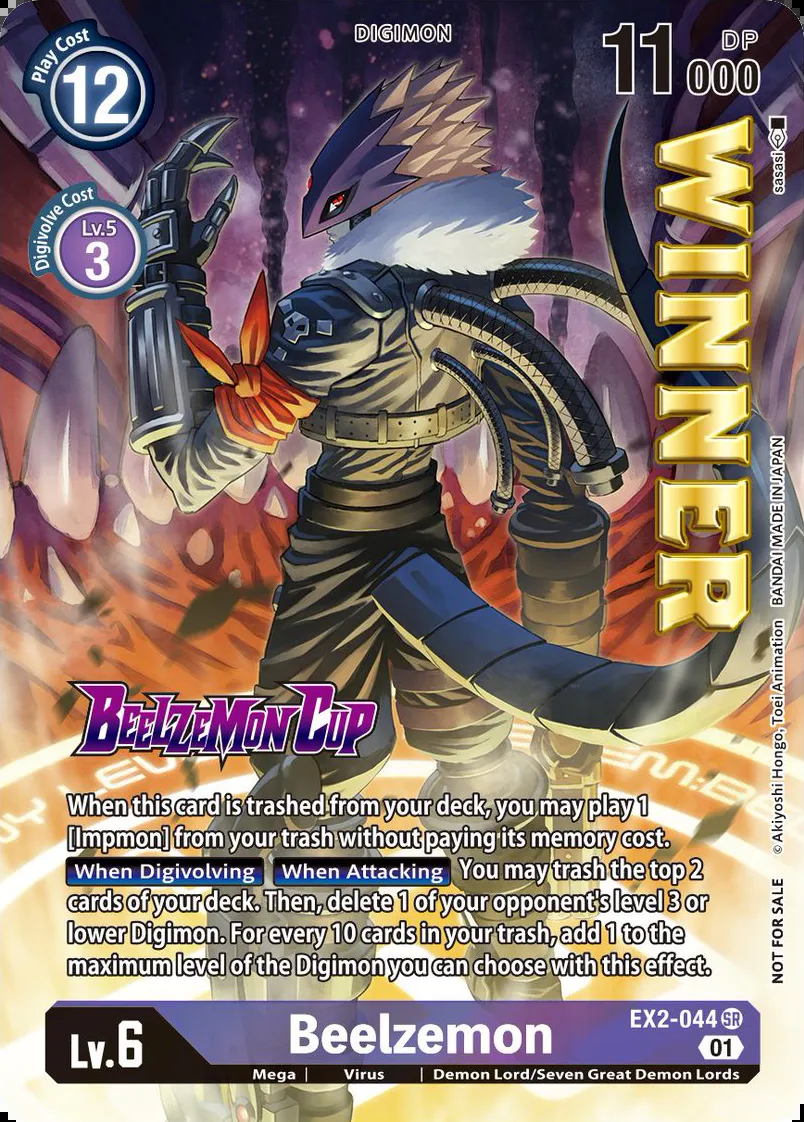 DIGIMON
Play Cost
12
11000
DP
Digivolve Cost
Lv.5
3
WINNER
sasasi
© Akiyoshi Hongo, Toei Animation BANDAI MADE IN JAPAN
NOT FOR SALE
BEELZEMON CUP
When this card is trashed from your deck, you may play 1
[Impmon] from your trash without paying its memory cost.
When Digivolving When Attacking You may trash the top 2
cards of your deck. Then, delete 1 of your opponent's level 3 or
lower Digimon. For every 10 cards in your trash, add 1 to the
maximum level of the Digimon you can choose with this effect.
Lv.6
Beelzemon
EX2-044 SR
01
Mega | Virus | Demon Lord/Seven Great Demon Lords